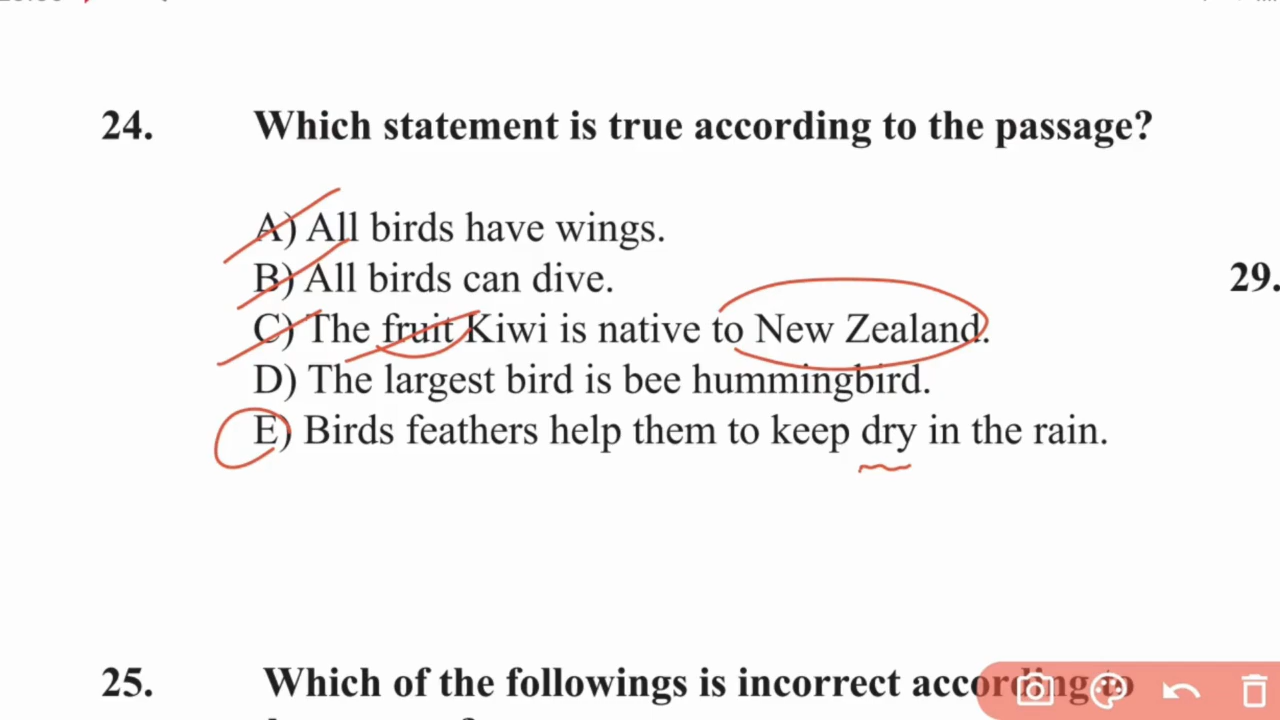 24. Which statement is true according to the passage?
A) All birds have wings.
B) All birds can dive.
C) The fruit Kiwi is native to New Zealand.
29.
D) The largest bird is bee hummingbird.
E) Birds feathers help them to keep dry in the rain.
25. Which of the followings is incorrect according to